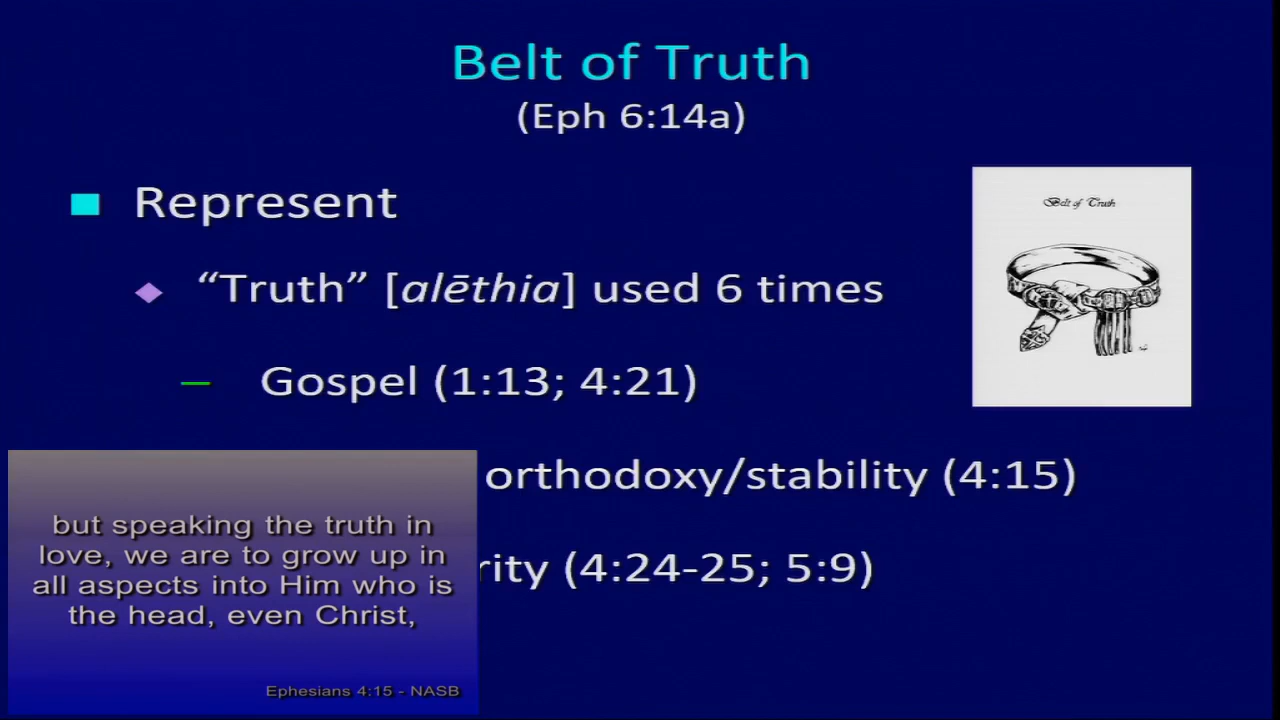 Belt of Truth
(Eph 6:14a)
Represent
Belt of Truth
“Truth” [alēthia] used 6 times
Gospel (1:13; 4:21)
orthodoxy/stability (4:15)
rity (4:24-25; 5:9)
but speaking the truth in
love, we are to grow up in
all aspects into Him who is
the head, even Christ,
Ephesians 4:15 - NASB